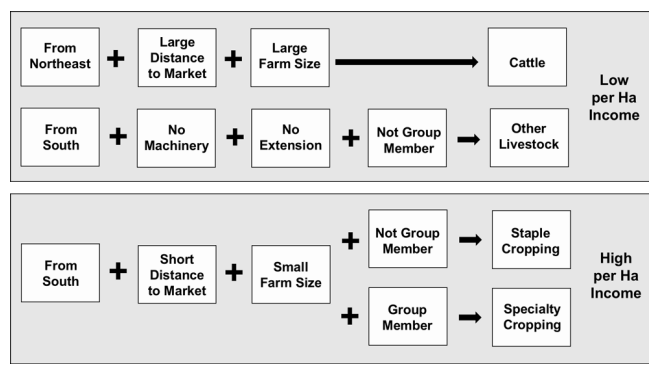 From
Northeast
+
Large
Distance
to Market
+
Large
Farm Size
Cattle
Low
per Ha
Income
From
South
+
No
Machinery
+
No
Extension
+
Not Group
Member
Other
Livestock
From
South
+
Short
Distance
to Market
+
Small
Farm Size
+
Not Group
Member
Staple
Cropping
+
Group
Member
Specialty
Cropping
High
per Ha
Income